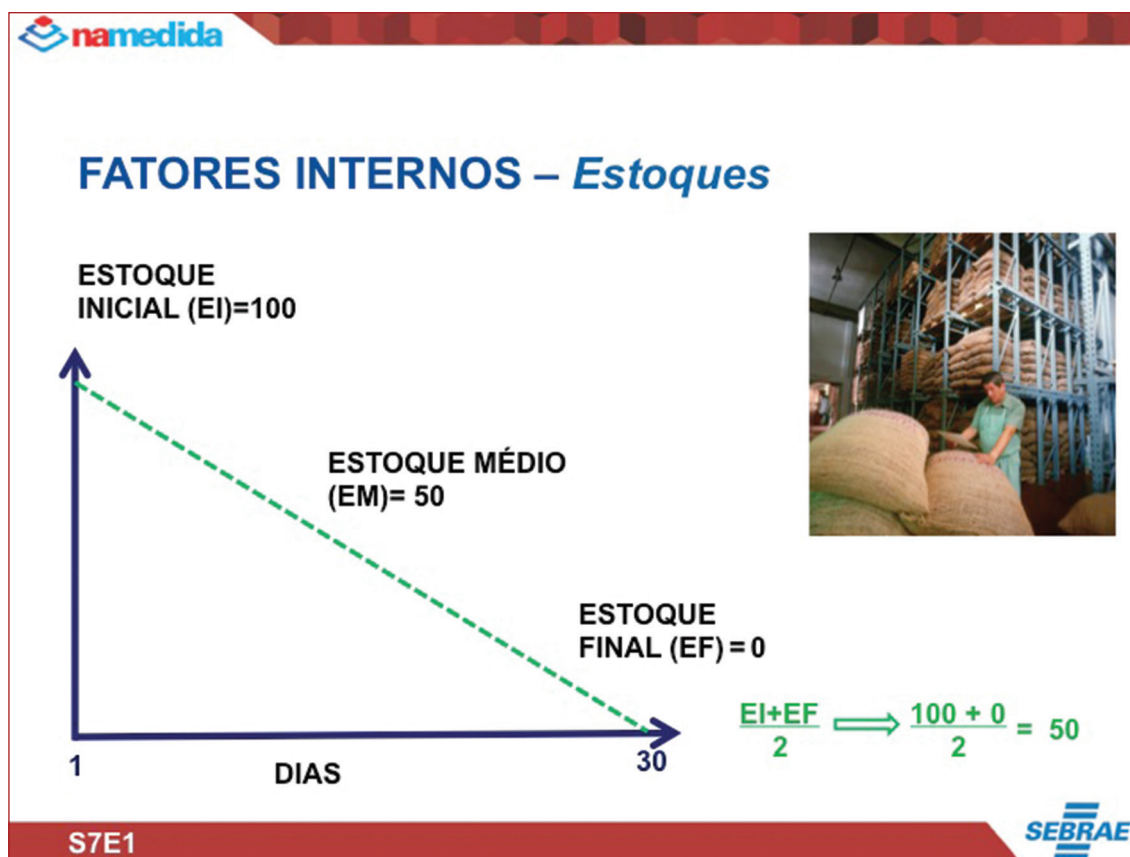 namedida
FATORES INTERNOS – Estoques
ESTOQUE
INICIAL (EI)=100
ESTOQUE MÉDIO
(EM)= 50
ESTOQUE
FINAL (EF) = 0
EI+EF
2
100 + 0
2
= 50
1
DIAS
30
S7E1
SEBRAE